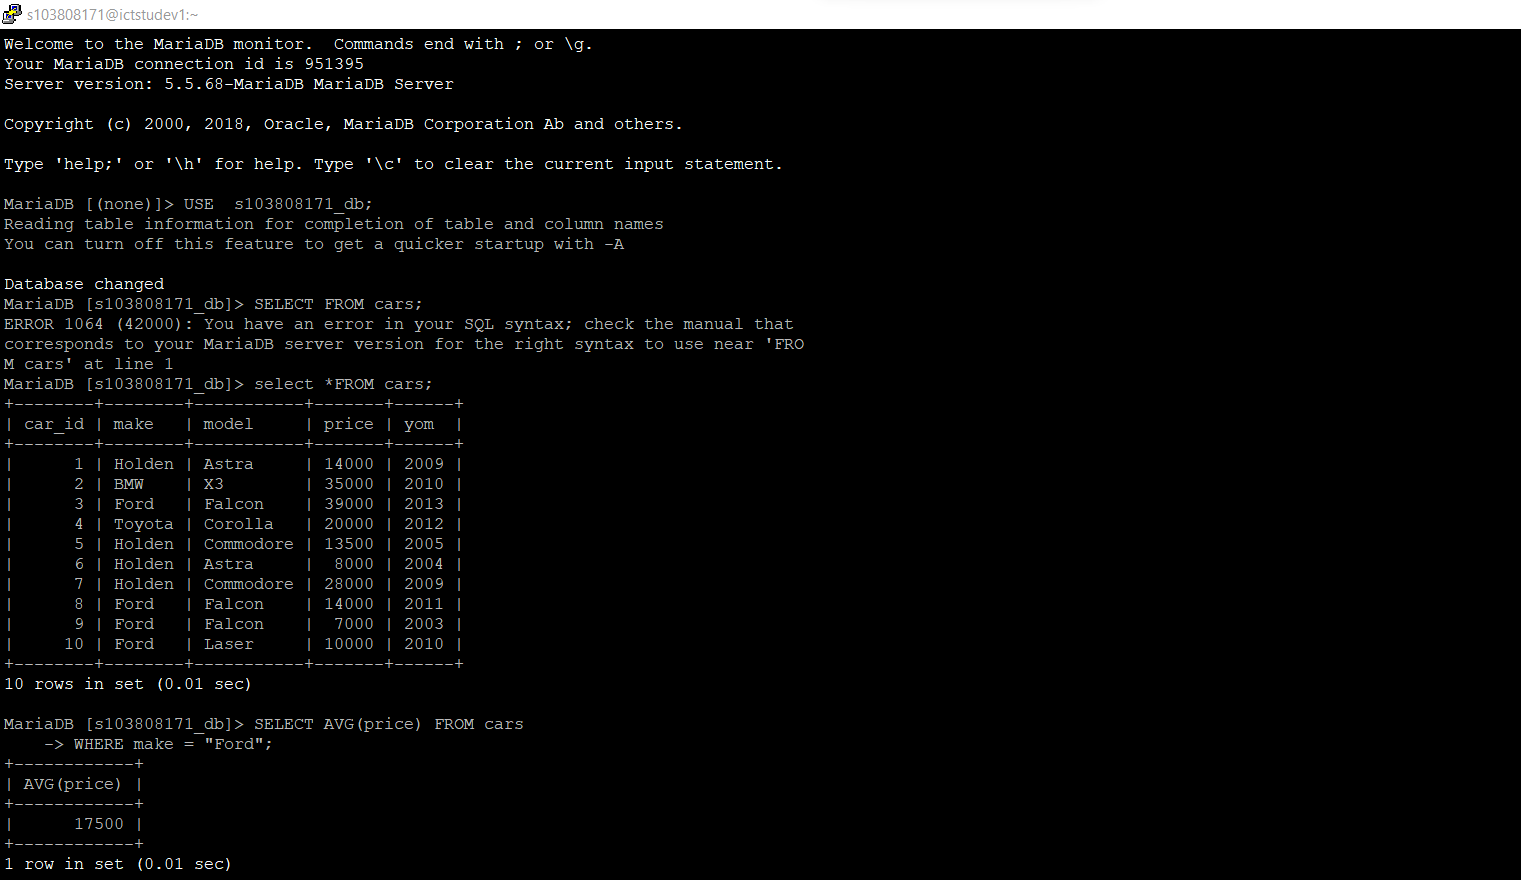 s103808171@ictstudev1:~
Welcome to the MariaDB monitor.  Commands end with ; or \g.
Your MariaDB connection id is 951395
Server version: 5.5.68-MariaDB MariaDB Server

Copyright (c) 2000, 2018, Oracle, MariaDB Corporation Ab and others.

Type 'help;' or '\h' for help. Type '\c' to clear the current input statement.

MariaDB [(none)]> USE  s103808171_db;
Reading table information for completion of table and column names
You can turn off this feature to get a quicker startup with -A

Database changed
MariaDB [s103808171_db]> SELECT FROM cars;
ERROR 1064 (42000): You have an error in your SQL syntax; check the manual that
corresponds to your MariaDB server version for the right syntax to use near 'FRO
M cars' at line 1
MariaDB [s103808171_db]> select *FROM cars;
+--------+--------+-----------+-------+------+
| car_id | make   | model     | price | yom  |
+--------+--------+-----------+-------+------+
|      1 | Holden | Astra     | 14000 | 2009 |
|      2 | BMW    | X3        | 35000 | 2010 |
|      3 | Ford   | Falcon    | 39000 | 2013 |
|      4 | Toyota | Corolla   | 20000 | 2012 |
|      5 | Holden | Commodore | 13500 | 2005 |
|      6 | Holden | Astra     |  8000 | 2004 |
|      7 | Holden | Commodore | 28000 | 2009 |
|      8 | Ford   | Falcon    | 14000 | 2011 |
|      9 | Ford   | Falcon    |  7000 | 2003 |
|     10 | Ford   | Laser     | 10000 | 2010 |
+--------+--------+-----------+-------+------+
10 rows in set (0.01 sec)

MariaDB [s103808171_db]> SELECT AVG(price) FROM cars
    -> WHERE make = "Ford";
+------------+
| AVG(price) |
+------------+
|      17500 |
+------------+
1 row in set (0.01 sec)